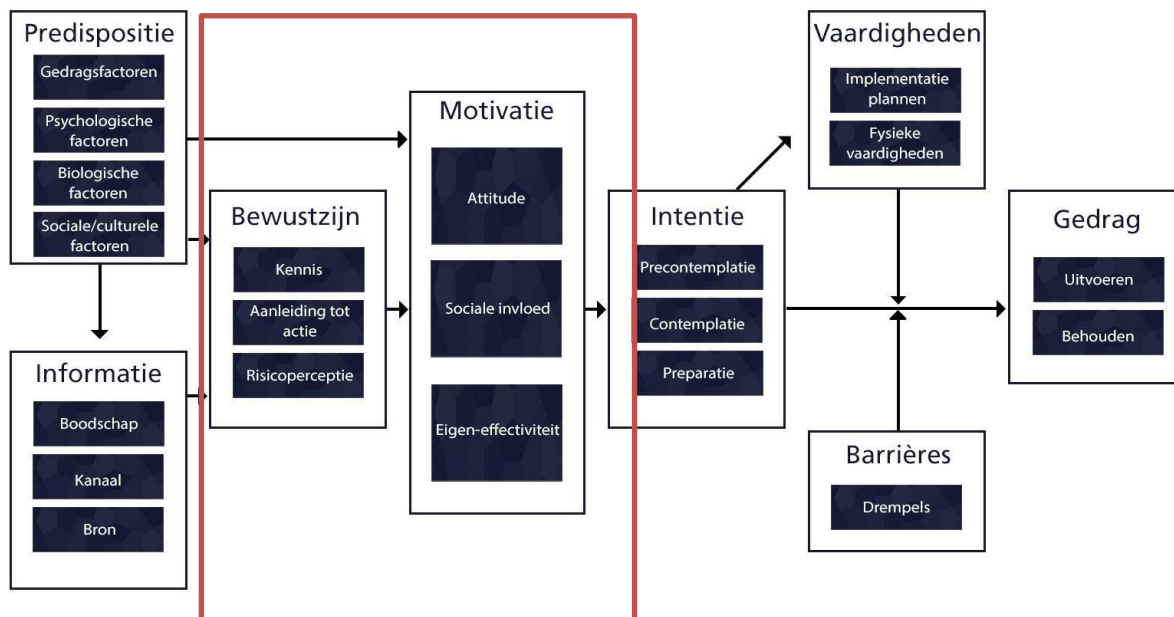 Predispositie
Gedragsfactoren
Psychologische
factoren
Biologische
factoren
Sociale/culturele
factoren
Informatie
Boodschap
Kanaal
Bron
Bewustzijn
Kennis
Aanleiding tot
actie
Risicoperceptie
Motivatie
Attitude
Sociale invloed
Eigen-effectiviteit
Intentie
Precontemplatie
Contemplatie
Preparatie
Vaardigheden
Implementatie
plannen
Fysieke
vaardigheden
Barrières
Drempels
Gedrag
Uitvoeren
Behouden